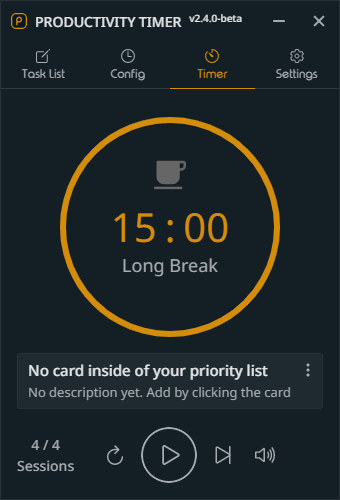 PRODUCTIVITY TIMER v2.4.0-beta
Task List Config Timer Settings
15 : 00
Long Break
No card inside of your priority list
No description yet. Add by clicking the card
4 / 4
Sessions